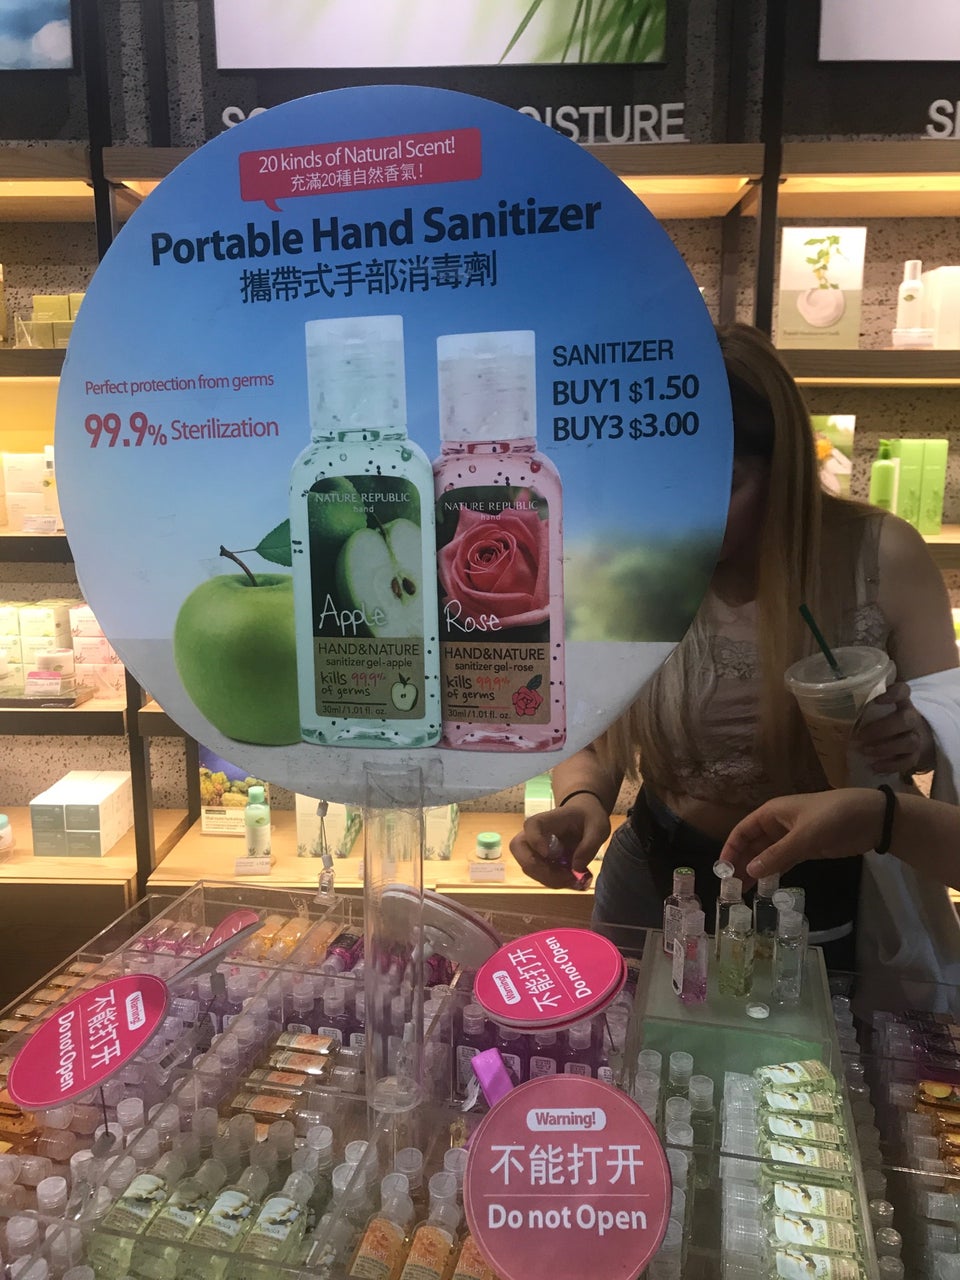 MOISTURE
20 kinds of Natural Scent!
充滿20種自然香氣!
Portable Hand Sanitizer
攜帶式手部消毒劑
Perfect protection from germs
99.9% Sterilization
SANITIZER
BUY1 $1.50
BUY3 $3.00
NATURE REPUBLIC
hand
Apple
HAND&NATURE
sanitizer gel-apple
kills 99.9%
of germs
30ml/1.01 fl. oz.
NATURE REPUBLIC
hand
Rose
HAND&NATURE
sanitizer gel-rose
kills 99.9%
of germs
30ml/1.01 fl. oz.
Warning!
不能打开
Do not Open
Warning!
不能打开
Do not Open
Warning!
不能打开
Do not Open